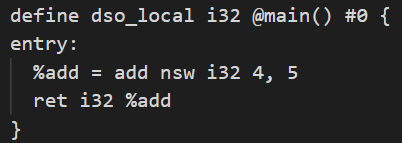 define dso_local i32 @main() #0 {
entry:
  %add = add nsw i32 4, 5
  ret i32 %add
}